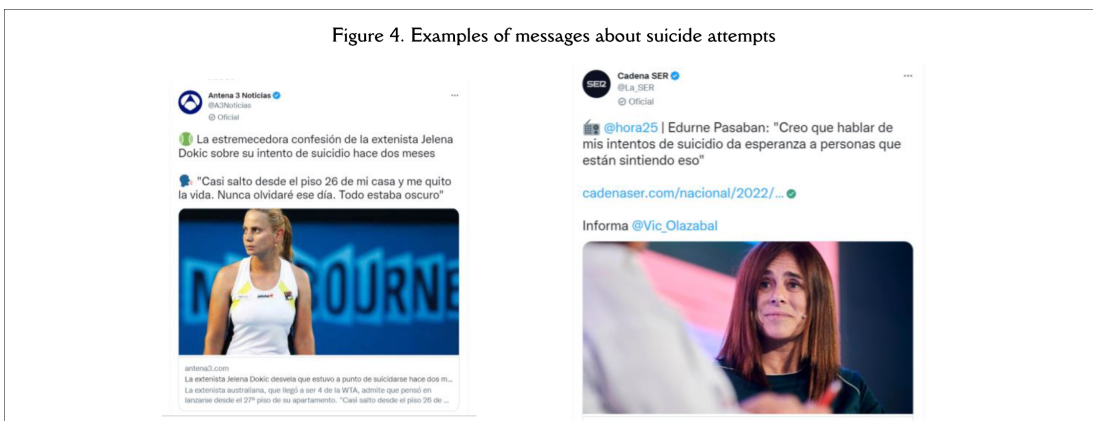 Figure 4. Examples of messages about suicide attempts
Antena 3 Noticias
@A3Noticias
Oficial
La estremecedora confesión de la extenista Jelena
Dokic sobre su intento de suicidio hace dos meses
"Casi salto desde el piso 26 de mi casa y me quito
la vida. Nunca olvidaré ese día. Todo estaba oscuro"
MELBOURNE
antena3.com
La extenista Jelena Dokic desvela que estuvo a punto de suicidarse hace dos m...
La extenista australiana, que llegó a ser 4 de la WTA, admite que pensó en
lanzarse desde el 27º piso de su apartamento. "Casi salto desde el piso 26 de ...
SER
Cadena SER
@La_SER
Oficial
@hora25 | Edurne Pasaban: "Creo que hablar de
mis intentos de suicidio da esperanza a personas que
están sintiendo eso"
cadenaser.com/nacional/2022/...
Informa @Vic_Olazabal